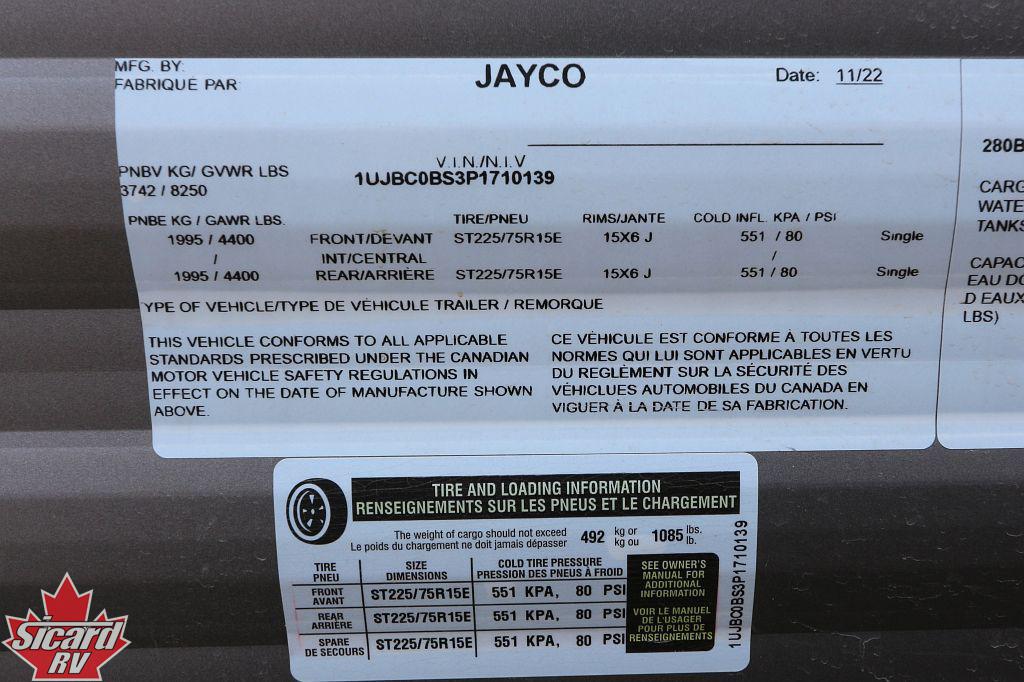 MFG. BY:
FABRIQUÉ PAR:
JAYCO
Date: 11/22
PNBV KG/ GVWR LBS
3742 / 8250
V.I.N./N.I.V
1UJBC0BS3P1710139
PNBE KG / GAWR LBS. TIRE/PNEU RIMS/JANTE COLD INFL. KPA / PSI
1995 / 4400 FRONT/DEVANT ST225/75R15E 15X6 J 551 / 80 Single
/ INT/CENTRAL /
1995 / 4400 REAR/ARRIÈRE ST225/75R15E 15X6 J 551 / 80 Single
YPE OF VEHICLE/TYPE DE VÉHICULE TRAILER / REMORQUE
THIS VEHICLE CONFORMS TO ALL APPLICABLE
STANDARDS PRESCRIBED UNDER THE CANADIAN
MOTOR VEHICLE SAFETY REGULATIONS IN
EFFECT ON THE DATE OF MANUFACTURE SHOWN
ABOVE.
CE VÉHICULE EST CONFORME À TOUTES LES
NORMES QUI LUI SONT APPLICABLES EN VERTU
DU REGLEMENT SUR LA SÉCURITÉ DES
VÉHICLUES AUTOMOBILES DU CANADA EN
VIGUER À LA DATE DE SA FABRICATION.
280B
CARG
WATE
TANKS
CAPAC
EAU DO
D EAUX
LBS)
TIRE AND LOADING INFORMATION
RENSEIGNEMENTS SUR LES PNEUS ET LE CHARGEMENT
The weight of cargo should not exceed 492 kg or 1085 lbs.
Le poids du chargement ne doit jamais dépasser kg ou lb.
TIRE SIZE COLD TIRE PRESSURE
PNEU DIMENSIONS PRESSION DES PNEUS À FROID
FRONT
AVANT ST225/75R15E 551 KPA, 80 PSI
REAR
ARRIÈRE ST225/75R15E 551 KPA, 80 PSI
SPARE
DE SECOURS ST225/75R15E 551 KPA, 80 PSI
SEE OWNER'S
MANUAL FOR
ADDITIONAL
INFORMATION
VOIR LE MANUEL
DE L'USAGER
POUR PLUS DE
RENSEIGNEMENTS
1UJBC0BS3P1710139
Sicard
RV